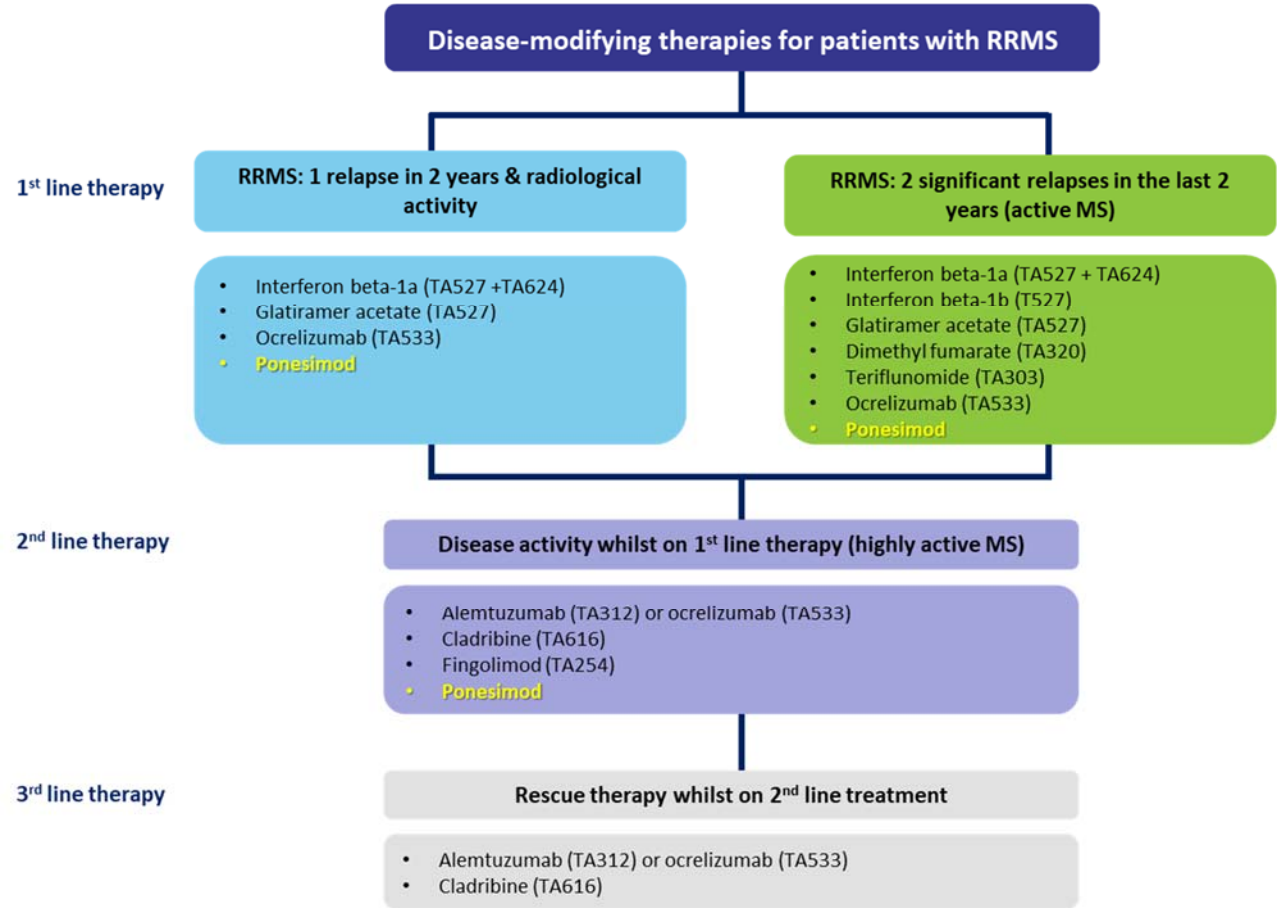 Disease-modifying therapies for patients with RRMS
1st line therapy
RRMS: 1 relapse in 2 years & radiological
activity
• Interferon beta-1a (TA527 +TA624)
• Glatiramer acetate (TA527)
• Ocrelizumab (TA533)
• Ponesimod
RRMS: 2 significant relapses in the last 2
years (active MS)
• Interferon beta-1a (TA527 + TA624)
• Interferon beta-1b (T527)
• Glatiramer acetate (TA527)
• Dimethyl fumarate (TA320)
• Teriflunomide (TA303)
• Ocrelizumab (TA533)
• Ponesimod
2nd line therapy
Disease activity whilst on 1st line therapy (highly active MS)
• Alemtuzumab (TA312) or ocrelizumab (TA533)
• Cladribine (TA616)
• Fingolimod (TA254)
• Ponesimod
3rd line therapy
Rescue therapy whilst on 2nd line treatment
• Alemtuzumab (TA312) or ocrelizumab (TA533)
• Cladribine (TA616)